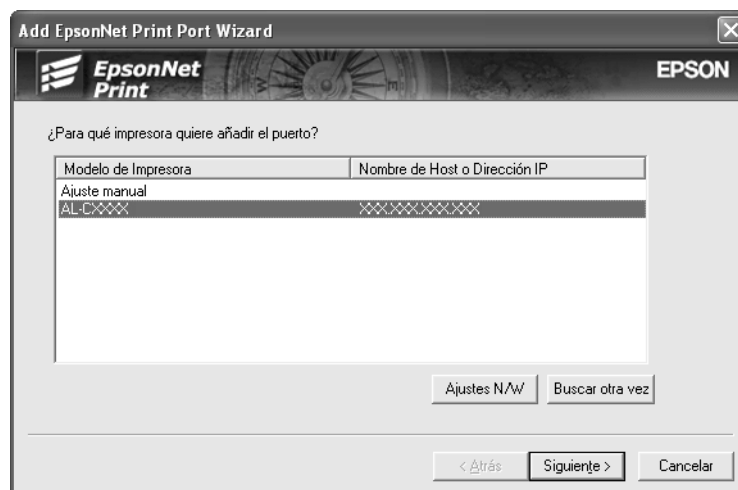 Add EpsonNet Print Port Wizard
EpsonNet
Print
EPSON
¿Para qué impresora quiere añadir el puerto?
Modelo de Impresora Nombre de Host o Dirección IP
Ajuste manual
AL-CXXXX XXX.XXX.XXX.XXX
Ajustes N/W Buscar otra vez
< Atrás Siguiente > Cancelar